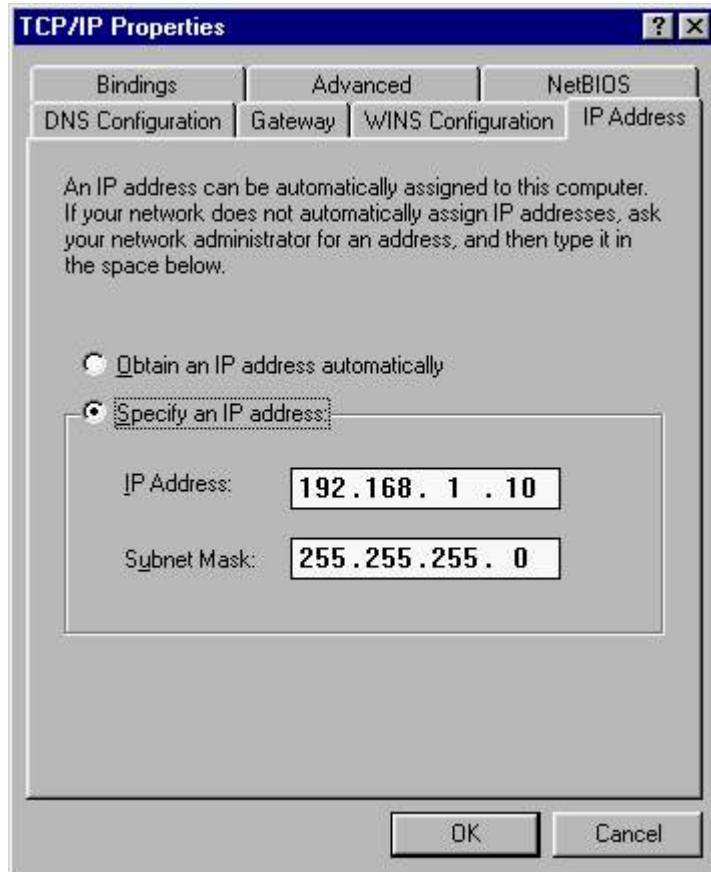 TCP/IP Properties
Bindings Advanced NetBIOS
DNS Configuration Gateway WINS Configuration IP Address
An IP address can be automatically assigned to this computer.
If your network does not automatically assign IP addresses, ask
your network administrator for an address, and then type it in
the space below.
Obtain an IP address automatically
Specify an IP address:
IP Address: 192.168. 1 .10
Subnet Mask: 255.255.255. 0
OK Cancel